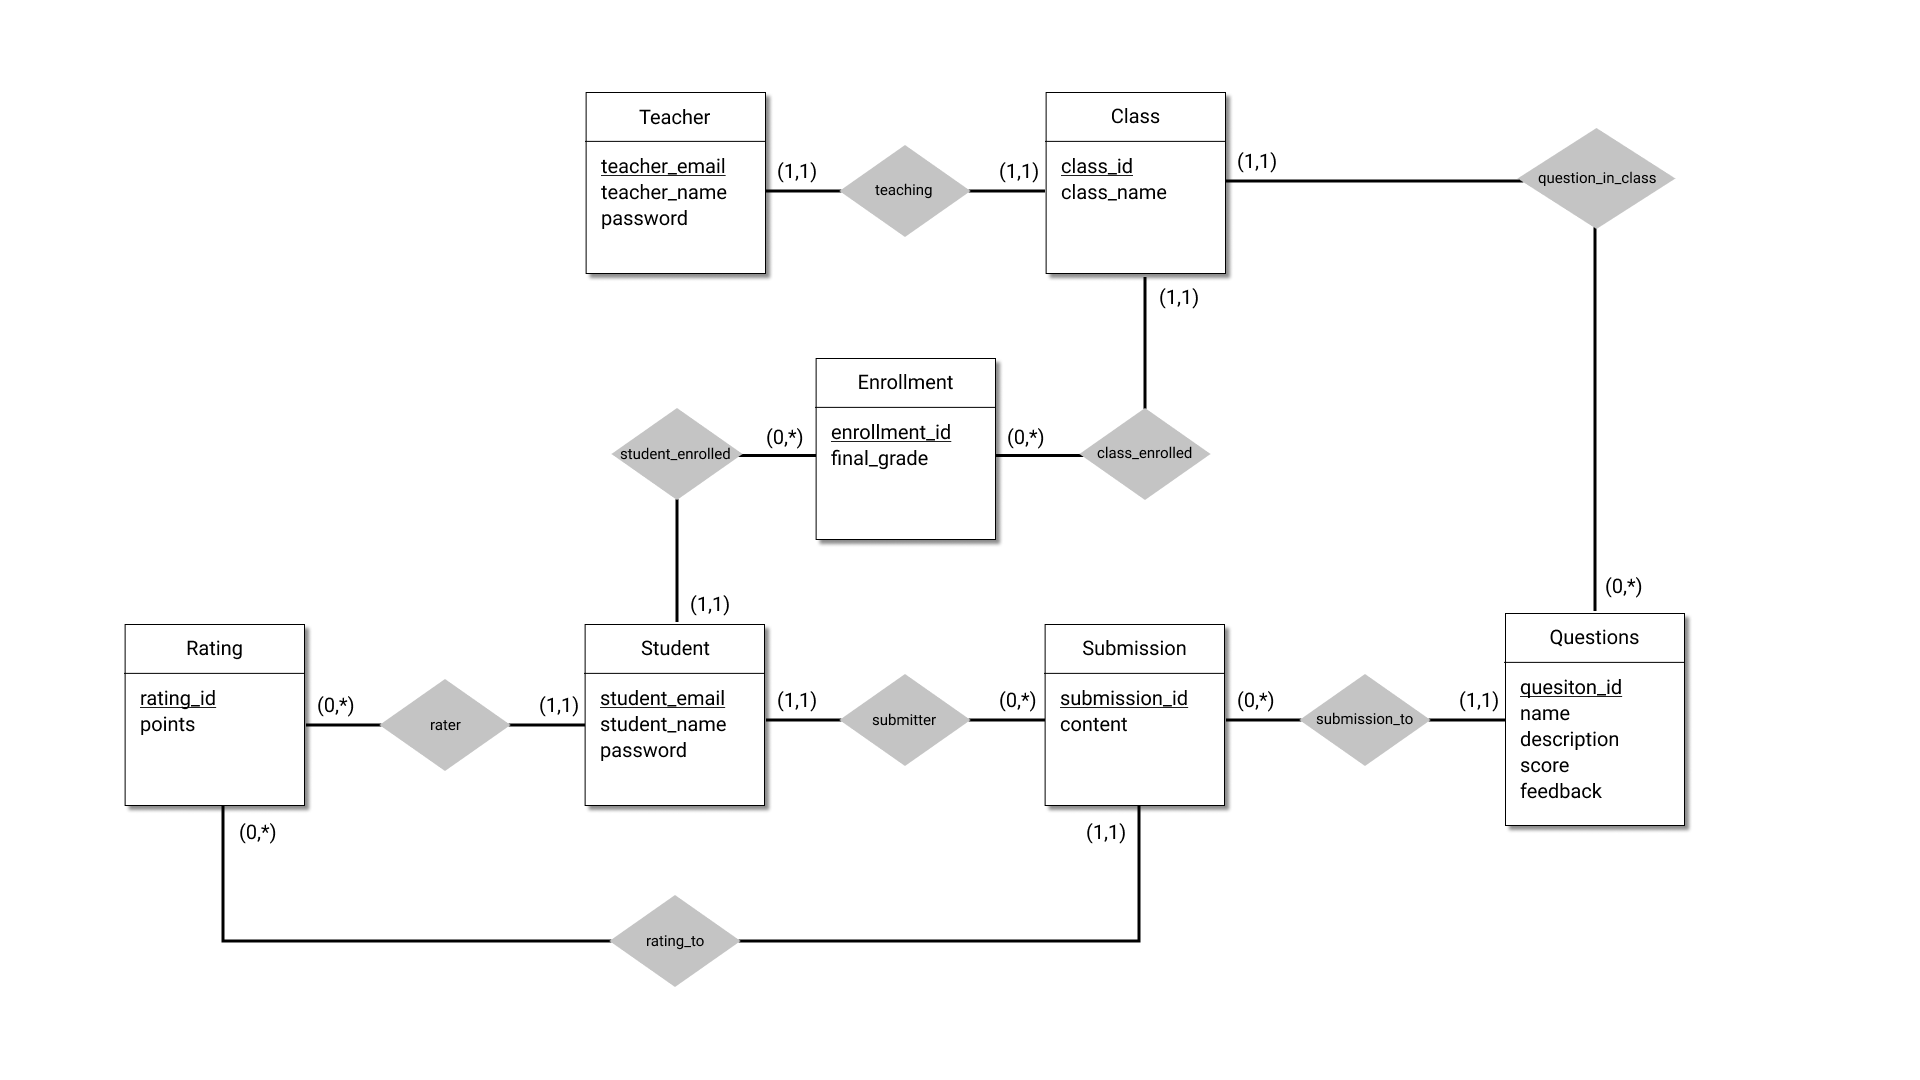 Teacher
teacher_email
teacher_name
password
(1,1)
teaching
(1,1)
Class
class_id
class_name
(1,1)
question_in_class
(1,1)
Enrollment
enrollment_id
final_grade
student_enrolled
(0,*)
(0,*)
class_enrolled
(1,1)
(0,*)
Rating
rating_id
points
(0,*)
rater
(1,1)
Student
student_email
student_name
password
(1,1)
submitter
(0,*)
Submission
submission_id
content
(0,*)
submission_to
(1,1)
Questions
quesiton_id
name
description
score
feedback
(0,*)
(1,1)
rating_to